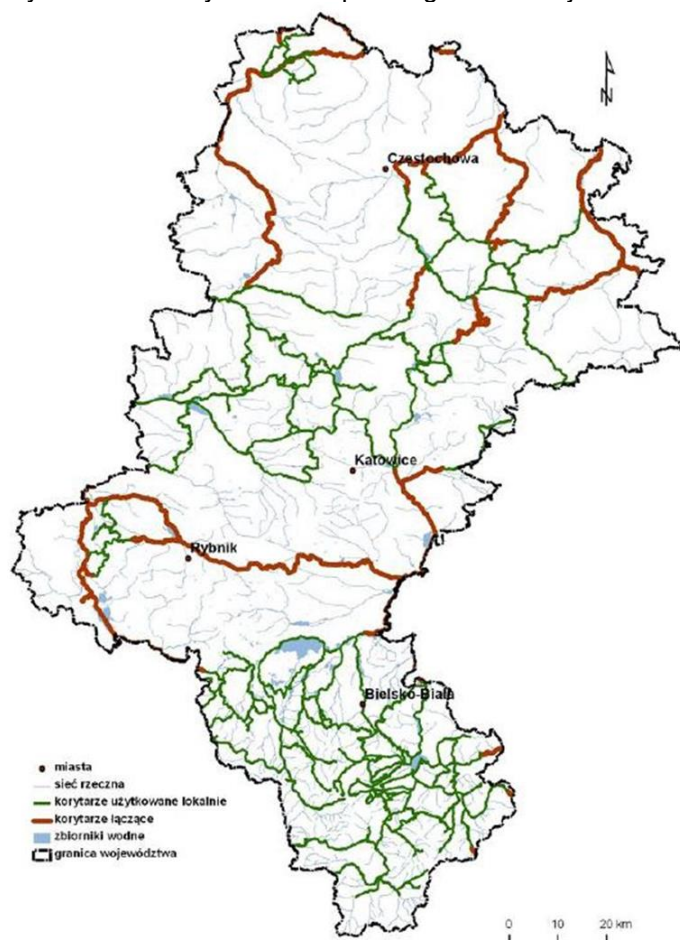 Częstochowa
Katowice
Rybnik
Bielsko-Biała
miasta
sieć rzeczna
korytarze użytkowane lokalnie
korytarze łączące
zbiorniki wodne
granica województwa
0 10 20 km